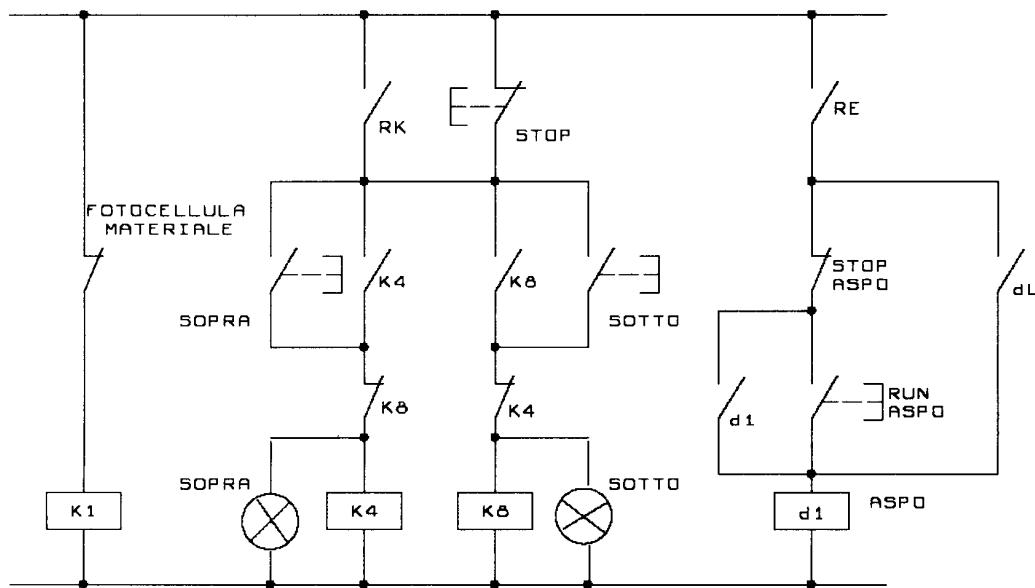 RK
STOP
RE
FOTOCELLULA
MATERIALE
K4
K8
STOP
ASPO
dL
SOPRA
SOTTO
K8
K4
d1
RUN
ASPO
SOPRA
SOTTO
K1
K4
K8
d1
ASPO